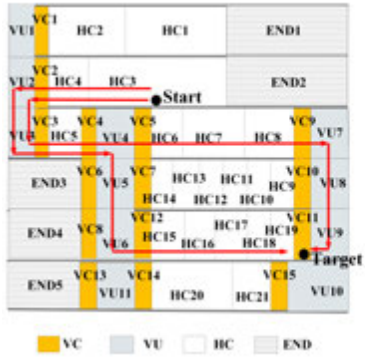 VU1 VC1 HC2 HC1 END1
VU2 VC2 HC4 HC3 END2
Start
VU3 VC3 HC5 VC4 VU4 VC5 HC6 HC7 HC8 VC9 VU7
END3 VC6 VU5 VC7 HC14 HC13 HC12 HC11 HC10 HC9 VC10 VU8
END4 VC8 VU6 VC12 HC15 HC16 HC17 HC18 HC19 VC11 VU9
Target
END5 VC13 VU11 VC14 HC20 HC21 VC15 VU10
VC VU HC END